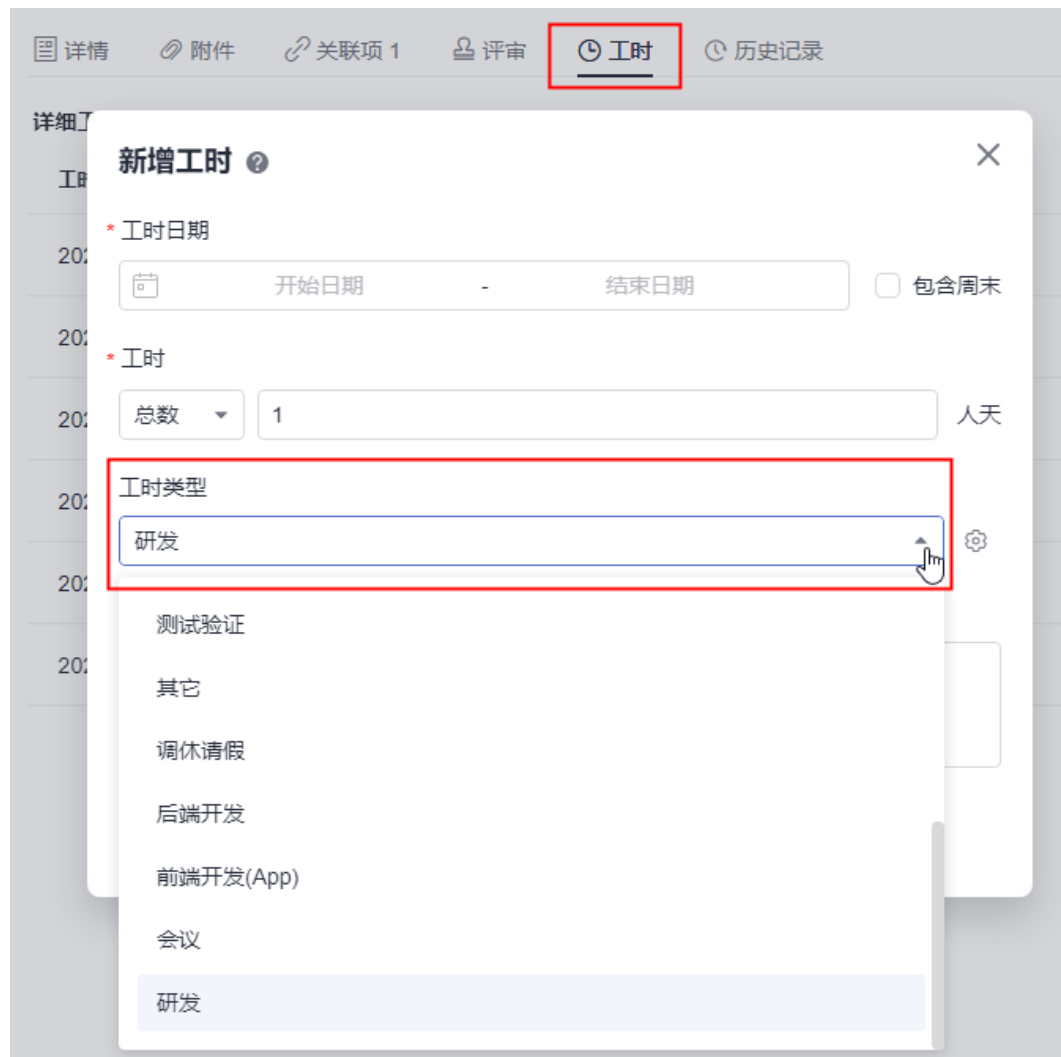 详情 附件 关联项 1 评审 工时 历史记录
详细
新增工时
* 工时日期
开始日期 - 结束日期 包含周末
* 工时
总数 1 人天
工时类型
研发
测试验证
其它
调休请假
后端开发
前端开发(App)
会议
研发